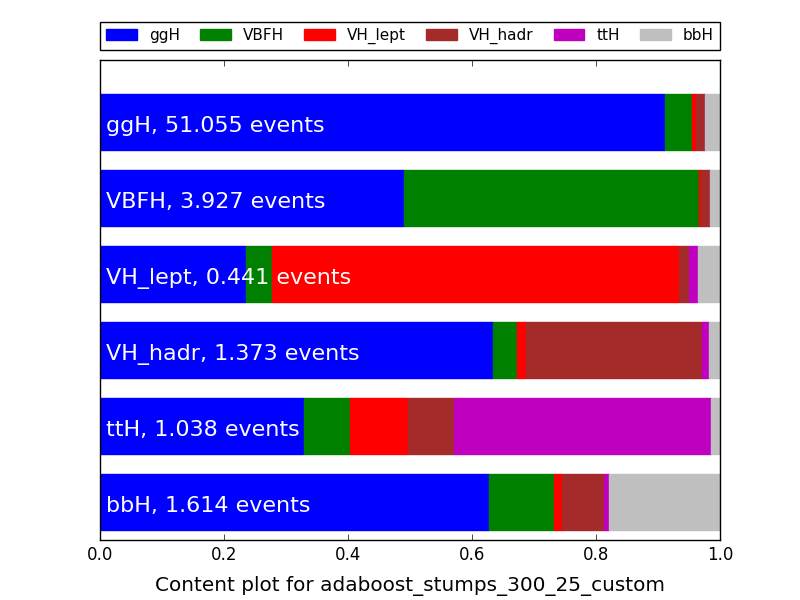 ggH VBFH VH_lept VH_hadr ttH bbH
ggH, 51.055 events
VBFH, 3.927 events
VH_lept, 0.441 events
VH_hadr, 1.373 events
ttH, 1.038 events
bbH, 1.614 events
0.0 0.2 0.4 0.6 0.8 1.0
Content plot for adaboost_stumps_300_25_custom